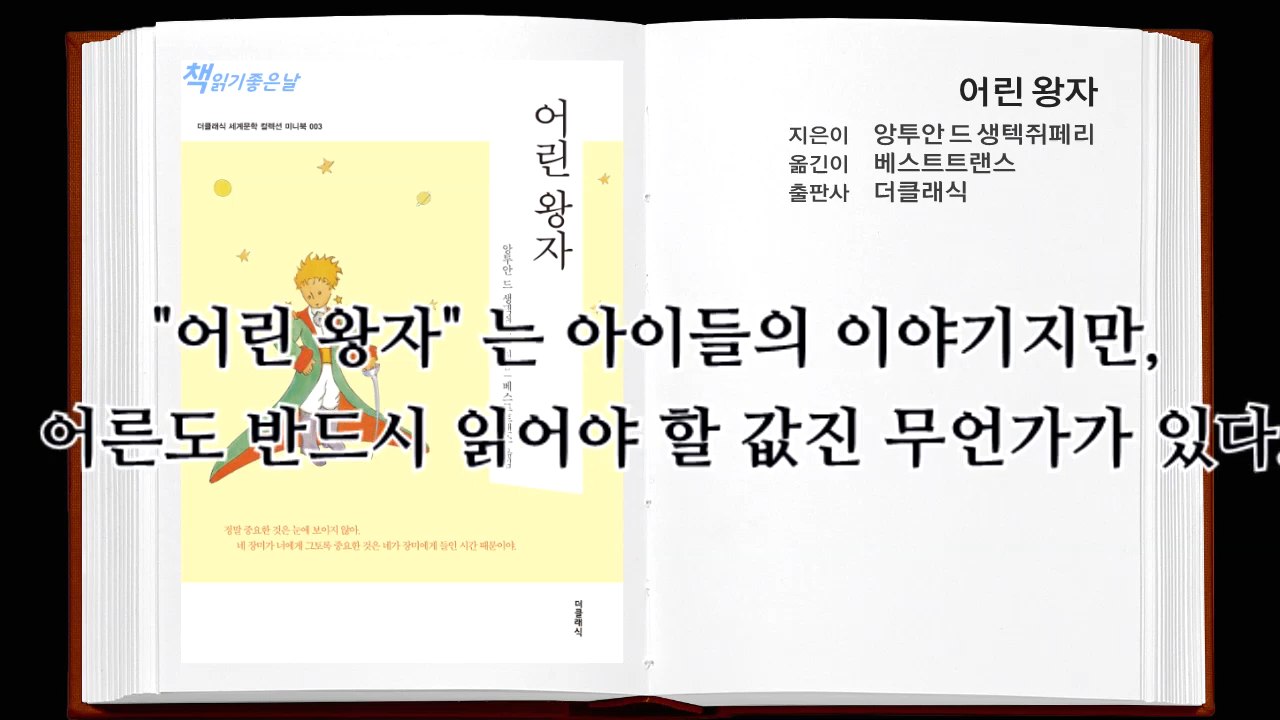 책읽기좋은날
더클래식 세계문학 컬렉션 미니북 003
어린 왕자
앙투안 드
정말 중요한 것은 눈에 보이지 않아.
네 장미가 너에게 그토록 중요한 것은 네가 장미에게 들인 시간 때문이야.
더클래식
어린 왕자
지은이 앙투안 드 생텍쥐페리
옮긴이 베스트트랜스
출판사 더클래식
"어린 왕자" 는 아이들의 이야기지만,
어른도 반드시 읽어야 할 값진 무언가가 있다.